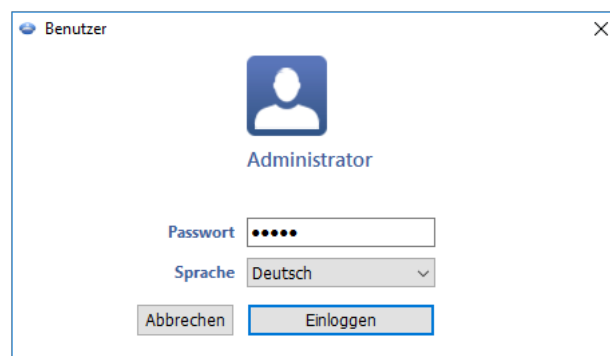 Benutzer
Administrator
Passwort •••••
Sprache Deutsch
Abbrechen Einloggen